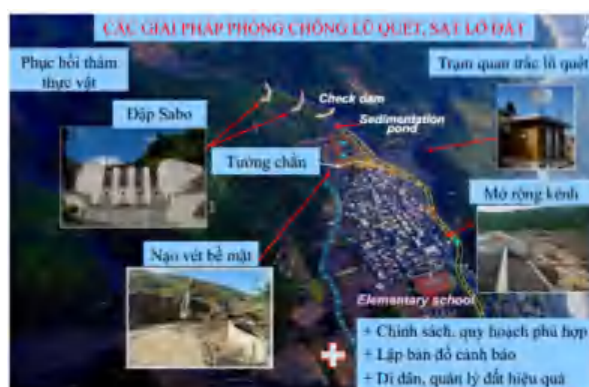 CÁC GIẢI PHÁP PHÒNG CHỐNG LŨ QUÉT, SẠT LỞ ĐẤT
Phục hồi thảm
thực vật
Trạm quan trắc lũ quét
Đập Sabo
Check dam
Sedimentation
pond
Tường chắn
Mở rộng kênh
Nạo vét bề mặt
Elementary school
+ Chính sách, quy hoạch phù hợp
+ Lập bản đồ cảnh báo
+ Di dân, quản lý đất hiệu quả